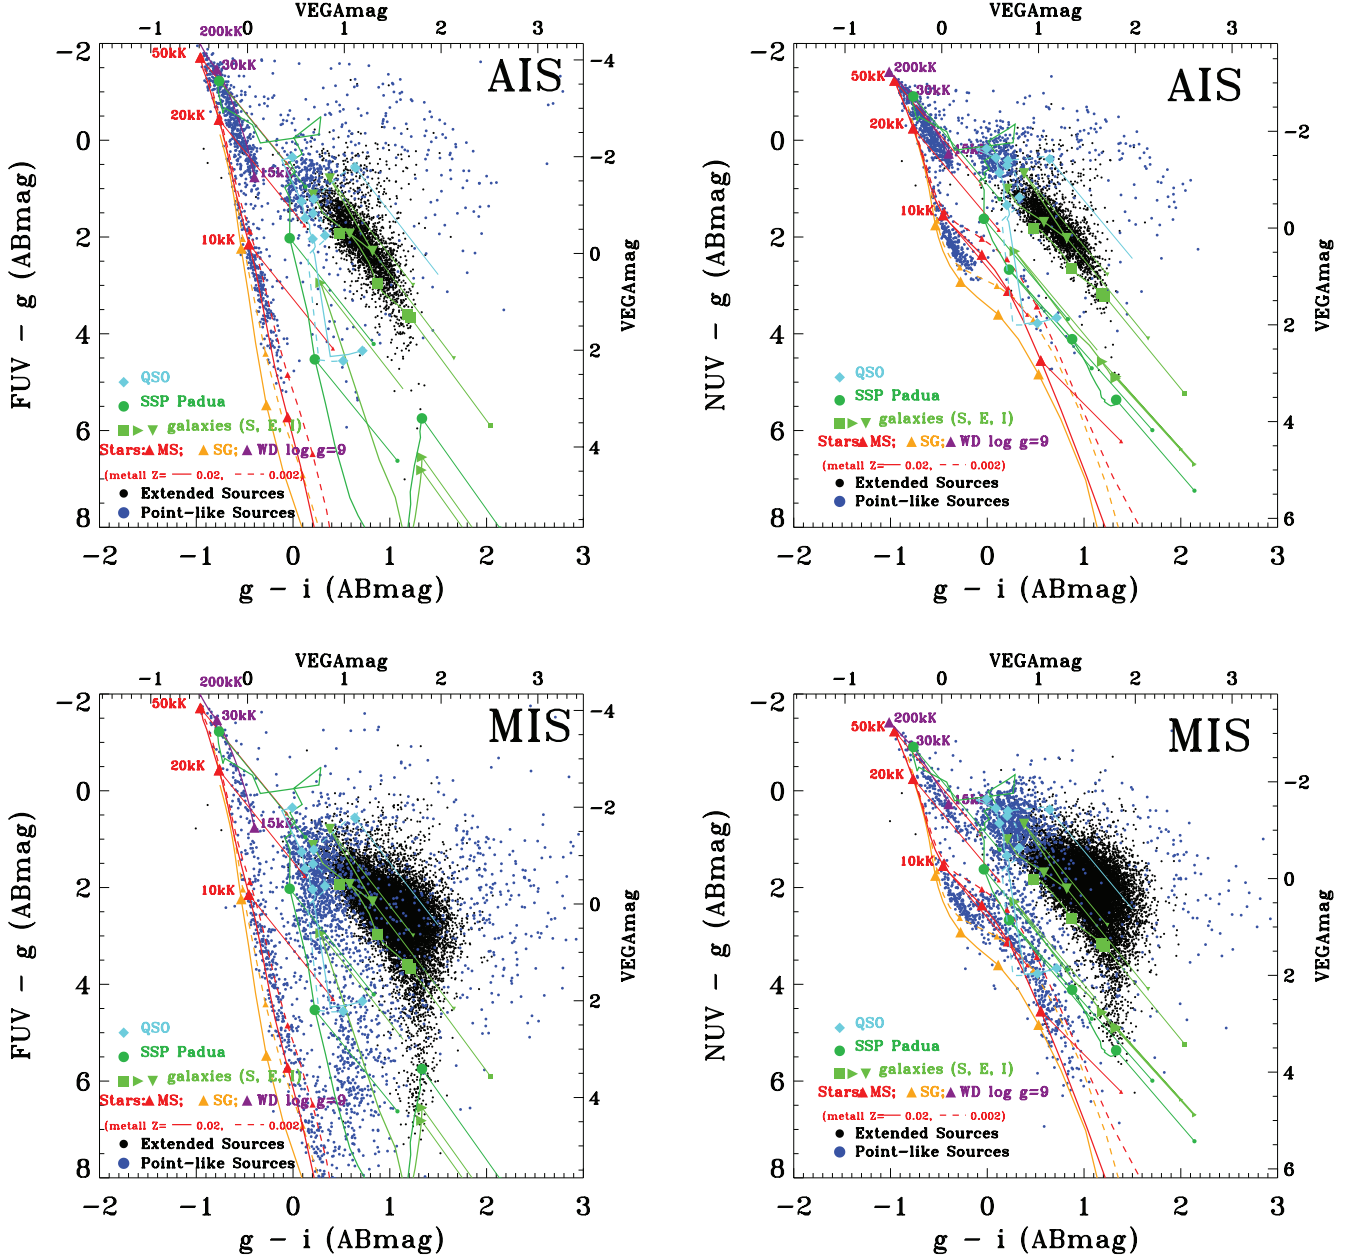 VEGAmag
-1 0 1 2 3
200kK
50kK
30kK
AIS
20kK
15kK
10kK
QSO
SSP Padua
galaxies (S, E, I)
Stars: MS; SG; WD log g=9
(metall Z= 0.02, 0.002)
Extended Sources
Point-like Sources
-2 0 2 4 6 8
FUV - g (ABmag)
-4 -2 0 2 4
VEGAmag
-2 -1 0 1 2 3
g - i (ABmag)
VEGAmag
-1 0 1 2 3
200kK
50kK
30kK
AIS
20kK
10kK
QSO
SSP Padua
galaxies (S, E, I)
Stars: MS; SG; WD log g=9
(metall Z= 0.02, 0.002)
Extended Sources
Point-like Sources
-2 0 2 4 6 8
NUV - g (ABmag)
-2 0 2 4 6
VEGAmag
-2 -1 0 1 2 3
g - i (ABmag)
VEGAmag
-1 0 1 2 3
200kK
50kK
30kK
MIS
20kK
15kK
10kK
QSO
SSP Padua
galaxies (S, E, I)
Stars: MS; SG; WD log g=9
(metall Z= 0.02, 0.002)
Extended Sources
Point-like Sources
-2 0 2 4 6 8
FUV - g (ABmag)
-4 -2 0 2 4
VEGAmag
-2 -1 0 1 2 3
g - i (ABmag)
VEGAmag
-1 0 1 2 3
200kK
50kK
30kK
MIS
20kK
10kK
QSO
SSP Padua
galaxies (S, E, I)
Stars: MS; SG; WD log g=9
(metall Z= 0.02, 0.002)
Extended Sources
Point-like Sources
-2 0 2 4 6 8
NUV - g (ABmag)
-2 0 2 4 6
VEGAmag
-2 -1 0 1 2 3
g - i (ABmag)